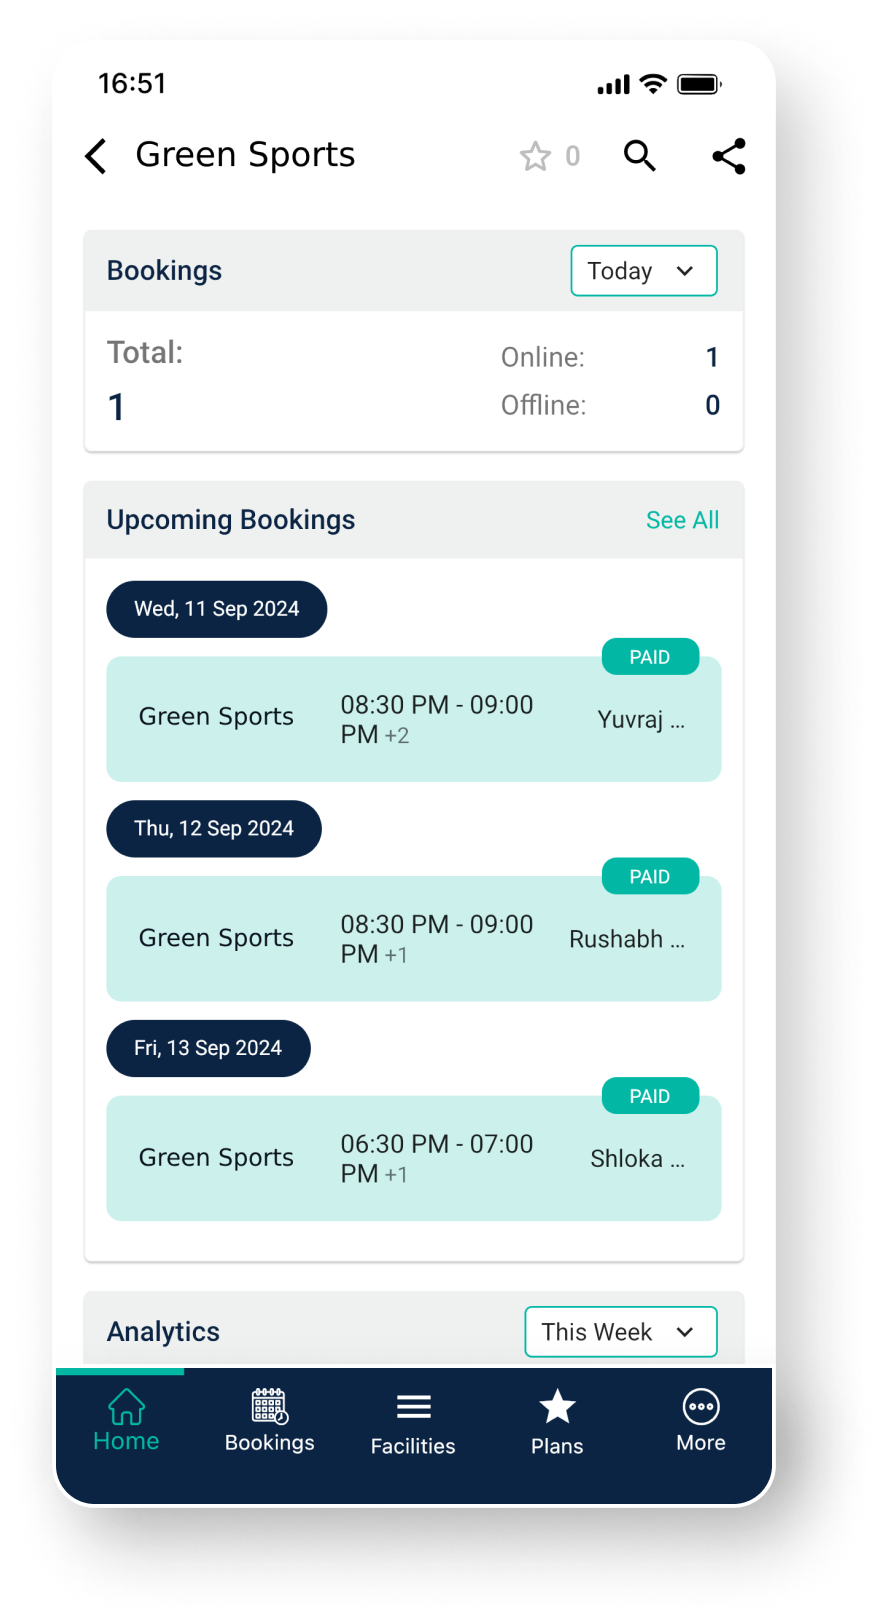 16:51
Green Sports 0
Bookings Today
Total:
1
Online: 1
Offline: 0
Upcoming Bookings See All
Wed, 11 Sep 2024
PAID
Green Sports 08:30 PM - 09:00 PM +2 Yuvraj ...
Thu, 12 Sep 2024
PAID
Green Sports 08:30 PM - 09:00 PM +1 Rushabh ...
Fri, 13 Sep 2024
PAID
Green Sports 06:30 PM - 07:00 PM +1 Shloka ...
Analytics This Week
Home Bookings Facilities Plans More